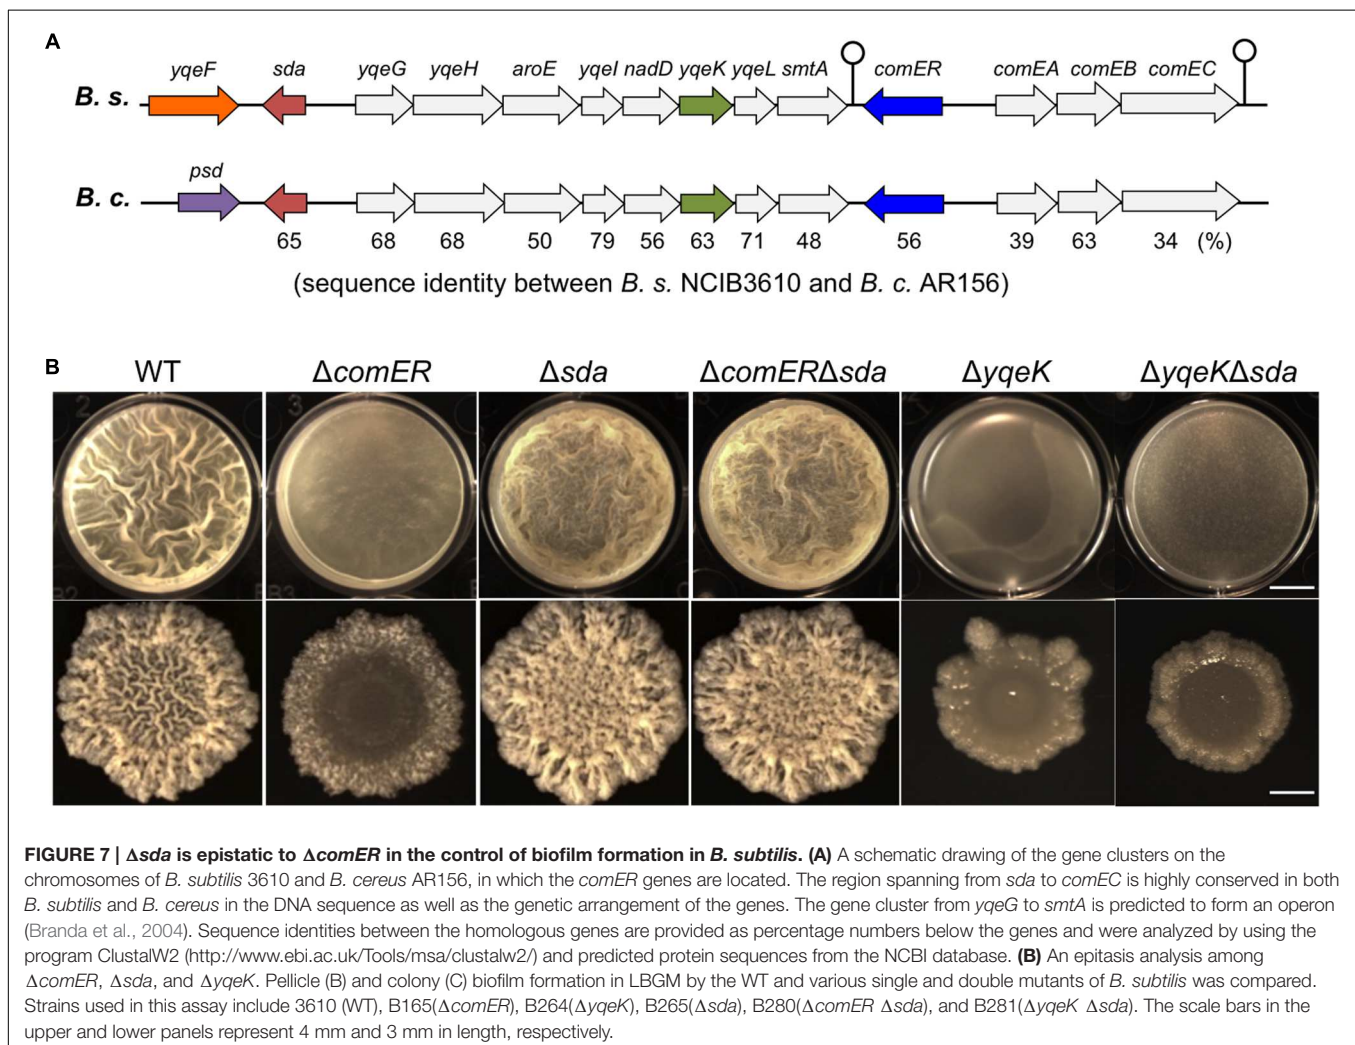 A
yqeF sda yqeG yqeH aroE yqeI nadD yqeK yqeL smtA comER comEA comEB comEC
B. s.
psd
B. c.
65 68 68 50 79 56 63 71 48 56 39 63 34 (%)
(sequence identity between B. s. NCIB3610 and B. c. AR156)
B
WT ΔcomER Δsda ΔcomERΔsda ΔyqeK ΔyqeKΔsda
2 3
B2 B3
FIGURE 7 | Δsda is epistatic to ΔcomER in the control of biofilm formation in B. subtilis. (A) A schematic drawing of the gene clusters on the
chromosomes of B. subtilis 3610 and B. cereus AR156, in which the comER genes are located. The region spanning from sda to comEC is highly conserved in both
B. subtilis and B. cereus in the DNA sequence as well as the genetic arrangement of the genes. The gene cluster from yqeG to smtA is predicted to form an operon
(Branda et al., 2004). Sequence identities between the homologous genes are provided as percentage numbers below the genes and were analyzed by using the
program ClustalW2 (http://www.ebi.ac.uk/Tools/msa/clustalw2/) and predicted protein sequences from the NCBI database. (B) An epitasis analysis among
ΔcomER, Δsda, and ΔyqeK. Pellicle (B) and colony (C) biofilm formation in LBGM by the WT and various single and double mutants of B. subtilis was compared.
Strains used in this assay include 3610 (WT), B165(ΔcomER), B264(ΔyqeK), B265(Δsda), B280(ΔcomER Δsda), and B281(ΔyqeK Δsda). The scale bars in the
upper and lower panels represent 4 mm and 3 mm in length, respectively.